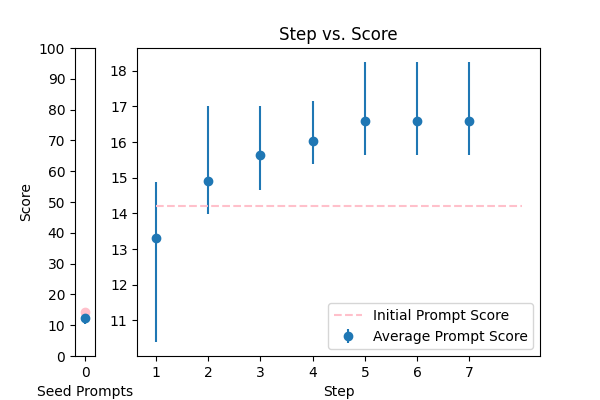 Step vs. Score
100
90
80
70
60
50
40
30
20
10
0
Score
0
Seed Prompts
18
17
16
15
14
13
12
11
1 2 3 4 5 6 7
Step
Initial Prompt Score
Average Prompt Score